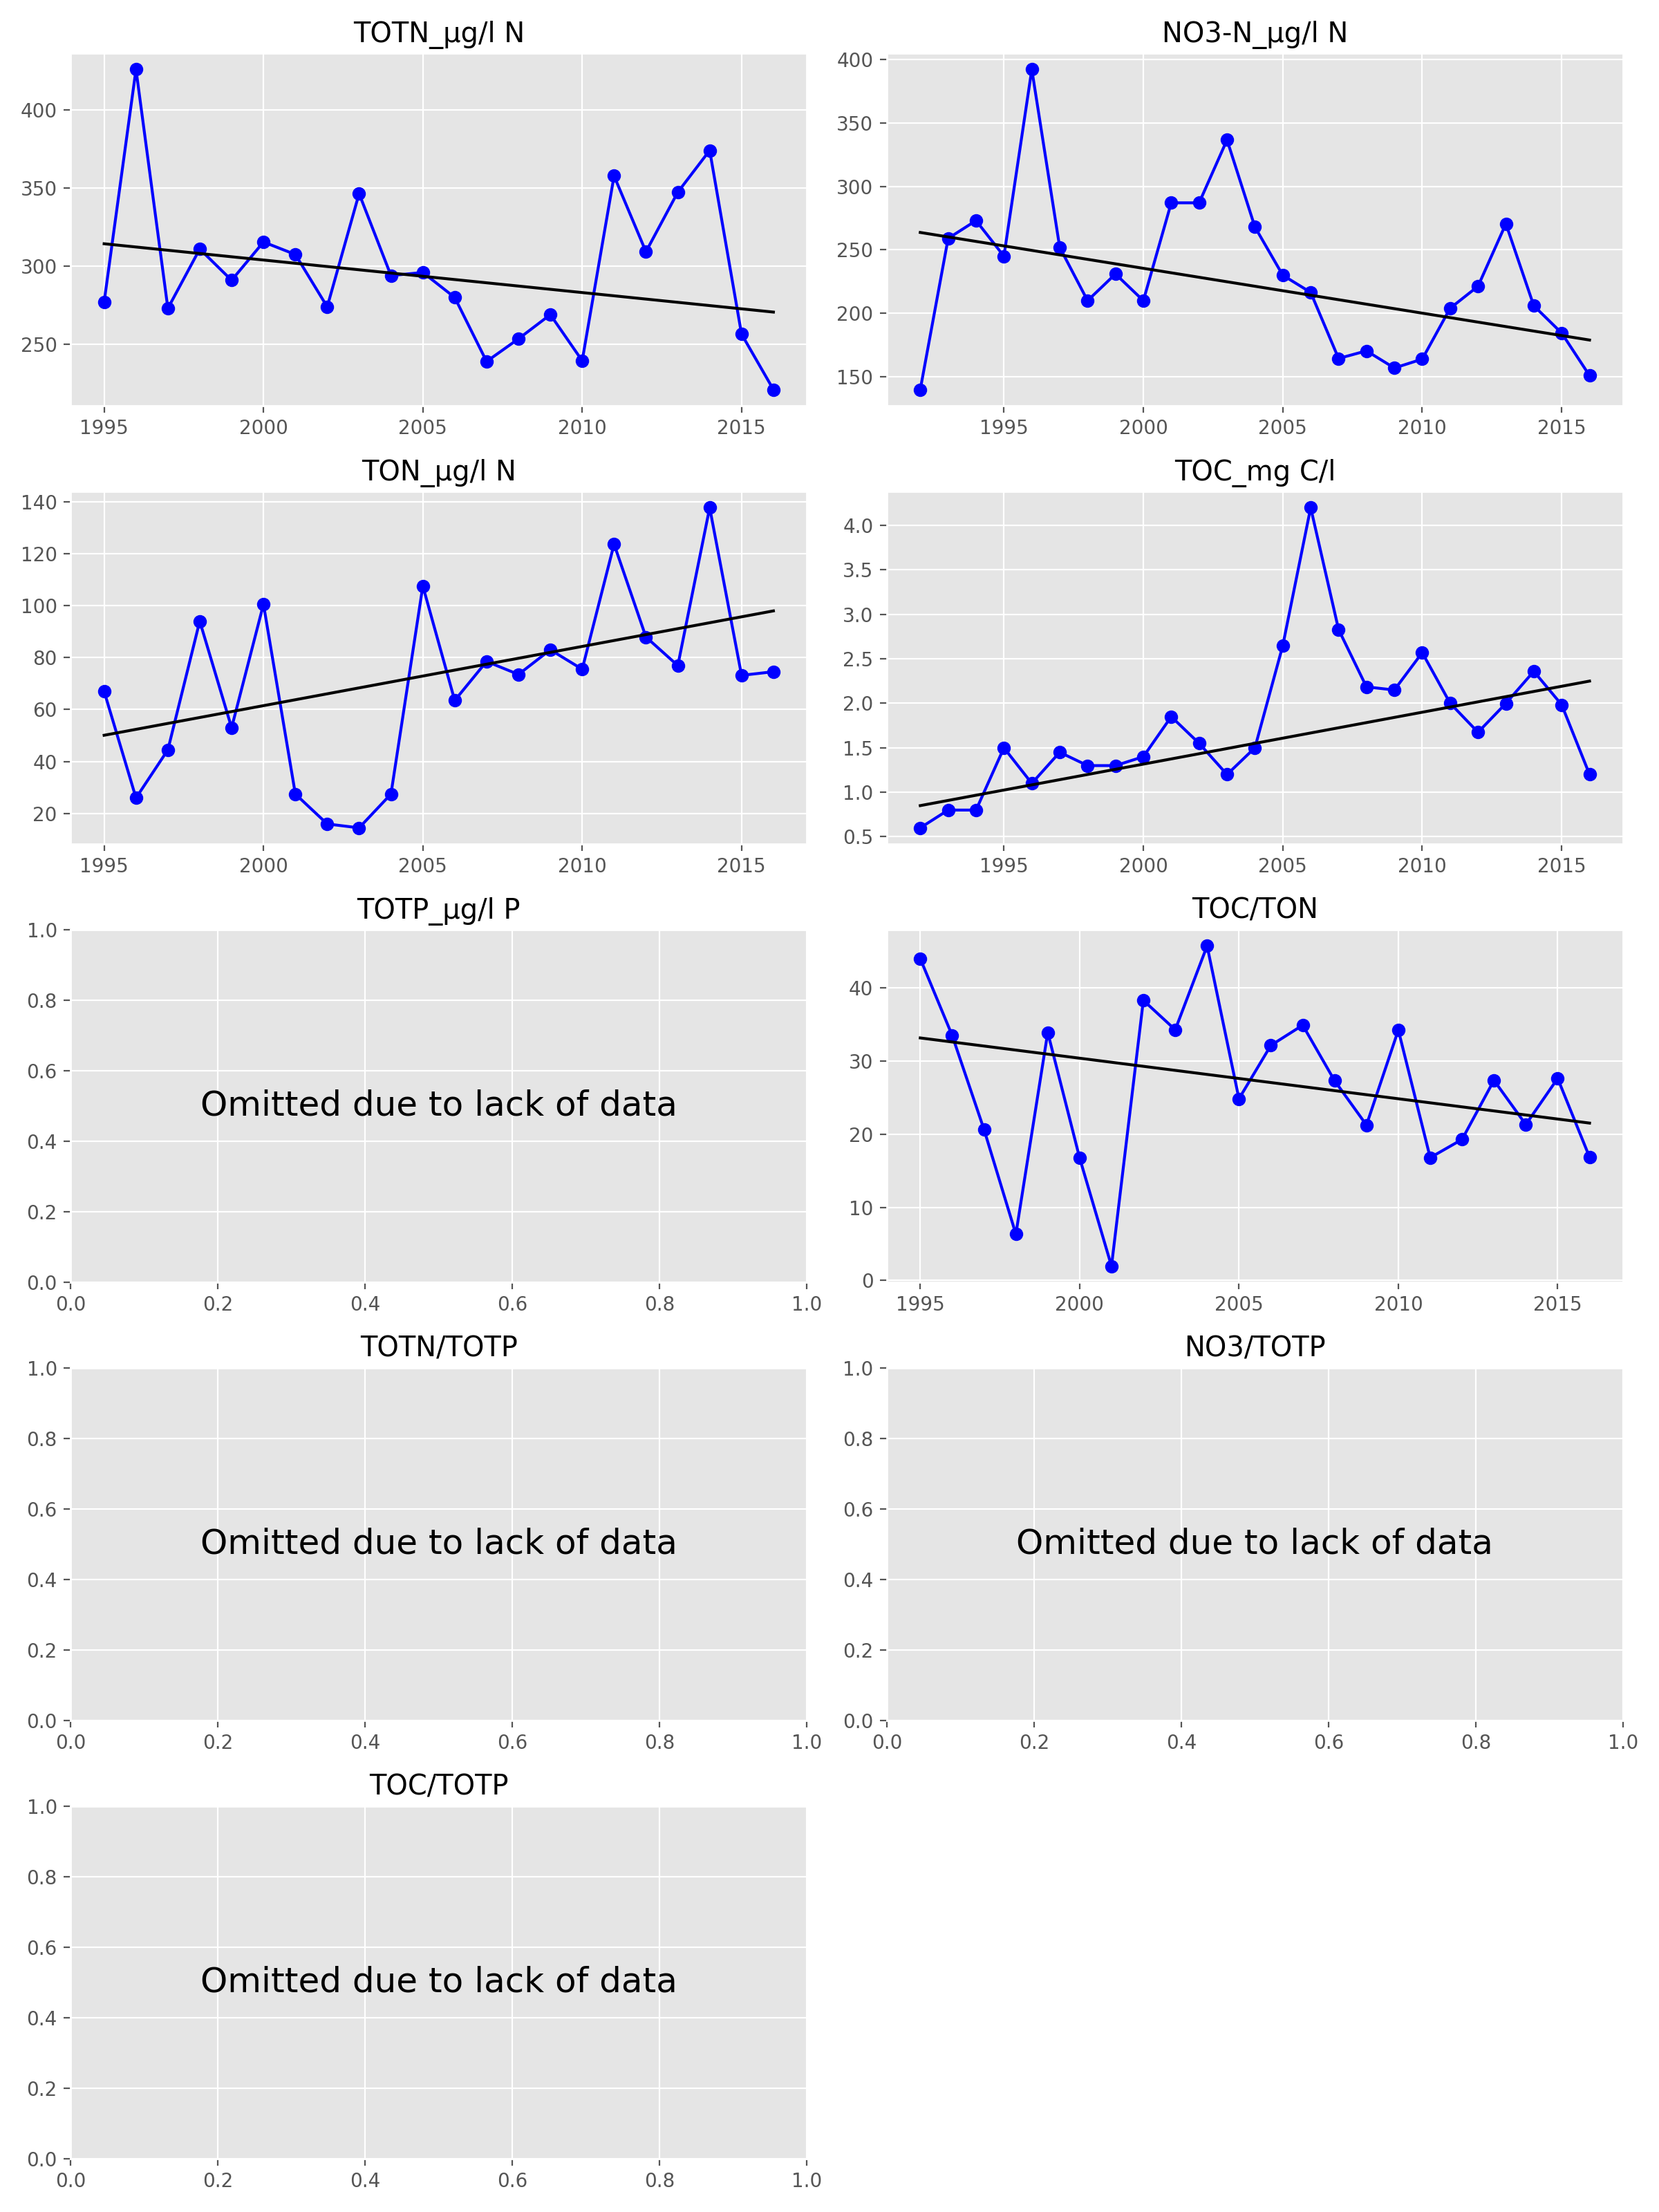 TOTN_µg/l N
400
350
300
250
1995 2000 2005 2010 2015
NO3-N_µg/l N
400
350
300
250
200
150
1995 2000 2005 2010 2015
TON_µg/l N
140
120
100
80
60
40
20
1995 2000 2005 2010 2015
TOC_mg C/l
4.0
3.5
3.0
2.5
2.0
1.5
1.0
0.5
1995 2000 2005 2010 2015
TOTP_µg/l P
1.0
0.8
0.6
Omitted due to lack of data
0.4
0.2
0.0
0.0 0.2 0.4 0.6 0.8 1.0
TOC/TON
40
30
20
10
0
1995 2000 2005 2010 2015
TOTN/TOTP
1.0
0.8
0.6
Omitted due to lack of data
0.4
0.2
0.0
0.0 0.2 0.4 0.6 0.8 1.0
NO3/TOTP
1.0
0.8
0.6
Omitted due to lack of data
0.4
0.2
0.0
0.0 0.2 0.4 0.6 0.8 1.0
TOC/TOTP
1.0
0.8
0.6
Omitted due to lack of data
0.4
0.2
0.0
0.0 0.2 0.4 0.6 0.8 1.0